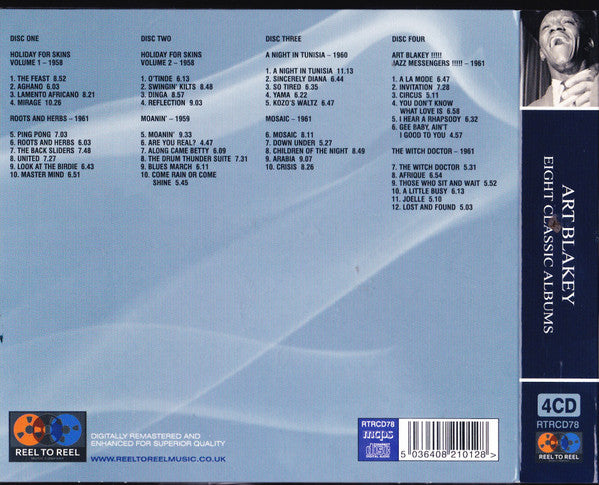 DISC ONE
HOLIDAY FOR SKINS
VOLUME 1 – 1958
1. THE FEAST 8.52
2. AGHANO 6.03
3. LAMENTO AFRICANO 8.21
4. MIRAGE 10.26
ROOTS AND HERBS – 1961
5. PING PONG 7.03
6. ROOTS AND HERBS 6.03
7. THE BACK SLIDERS 7.48
8. UNITED 7.27
9. LOOK AT THE BIRDIE 6.43
10. MASTER MIND 6.51
DISC TWO
HOLIDAY FOR SKINS
VOLUME 2 – 1958
1. O'TINDE 6.13
2. SWINGIN' KILTS 8.48
3. DINGA 8.57
4. REFLECTION 9.03
MOANIN' – 1959
5. MOANIN' 9.33
6. ARE YOU REAL? 4.47
7. ALONG CAME BETTY 6.09
8. THE DRUM THUNDER SUITE 7.31
9. BLUES MARCH 6.11
10. COME RAIN OR COME
SHINE 5.45
DISC THREE
A NIGHT IN TUNISIA – 1960
1. A NIGHT IN TUNISIA 11.13
2. SINCERELY DIANA 6.44
3. SO TIRED 6.35
4. YAMA 6.22
5. KOZO'S WALTZ 6.47
MOSAIC – 1961
6. MOSAIC 8.11
7. DOWN UNDER 5.27
8. CHILDREN OF THE NIGHT 8.49
9. ARABIA 9.07
10. CRISIS 8.26
DISC FOUR
ART BLAKEY !!!!!
JAZZ MESSENGERS !!!!! – 1961
1. A LA MODE 6.47
2. INVITATION 7.28
3. CIRCUS 5.11
4. YOU DON'T KNOW
WHAT LOVE IS 6.58
5. I HEAR A RHAPSODY 6.32
6. GEE BABY, AIN'T
I GOOD TO YOU 4.57
THE WITCH DOCTOR – 1961
7. THE WITCH DOCTOR 5.31
8. AFRIQUE 6.54
9. THOSE WHO SIT AND WAIT 5.52
10. A LITTLE BUSY 6.13
11. JOELLE 5.10
12. LOST AND FOUND 5.03
ART BLAKEY
EIGHT CLASSIC ALBUMS
4CD
RTRCD78
REEL TO REEL
REEL TO REEL
MUSIC COMPANY
DIGITALLY REMASTERED AND
ENHANCED FOR SUPERIOR QUALITY
WWW.REELTOREELMUSIC.CO.UK
RTRCD78
mcps
COMPACT
disc
DIGITAL AUDIO
5 036408 210128 >